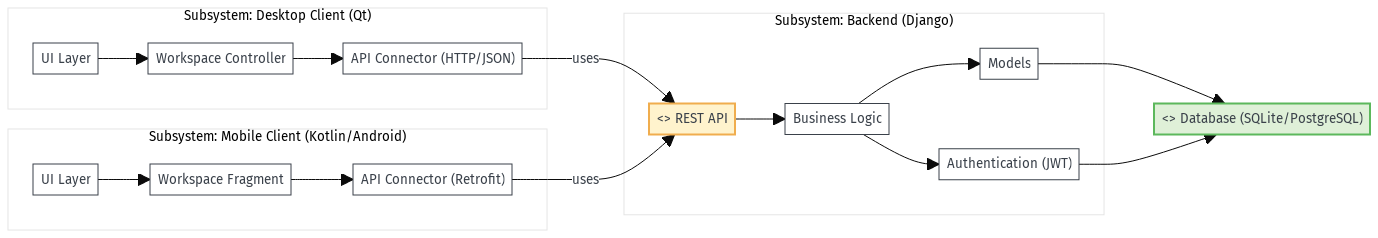 Subsystem: Desktop Client (Qt)
UI Layer
Workspace Controller
API Connector (HTTP/JSON)
uses
Subsystem: Mobile Client (Kotlin/Android)
UI Layer
Workspace Fragment
API Connector (Retrofit)
uses
Subsystem: Backend (Django)
<> REST API
Business Logic
Models
Authentication (JWT)
<> Database (SQLite/PostgreSQL)